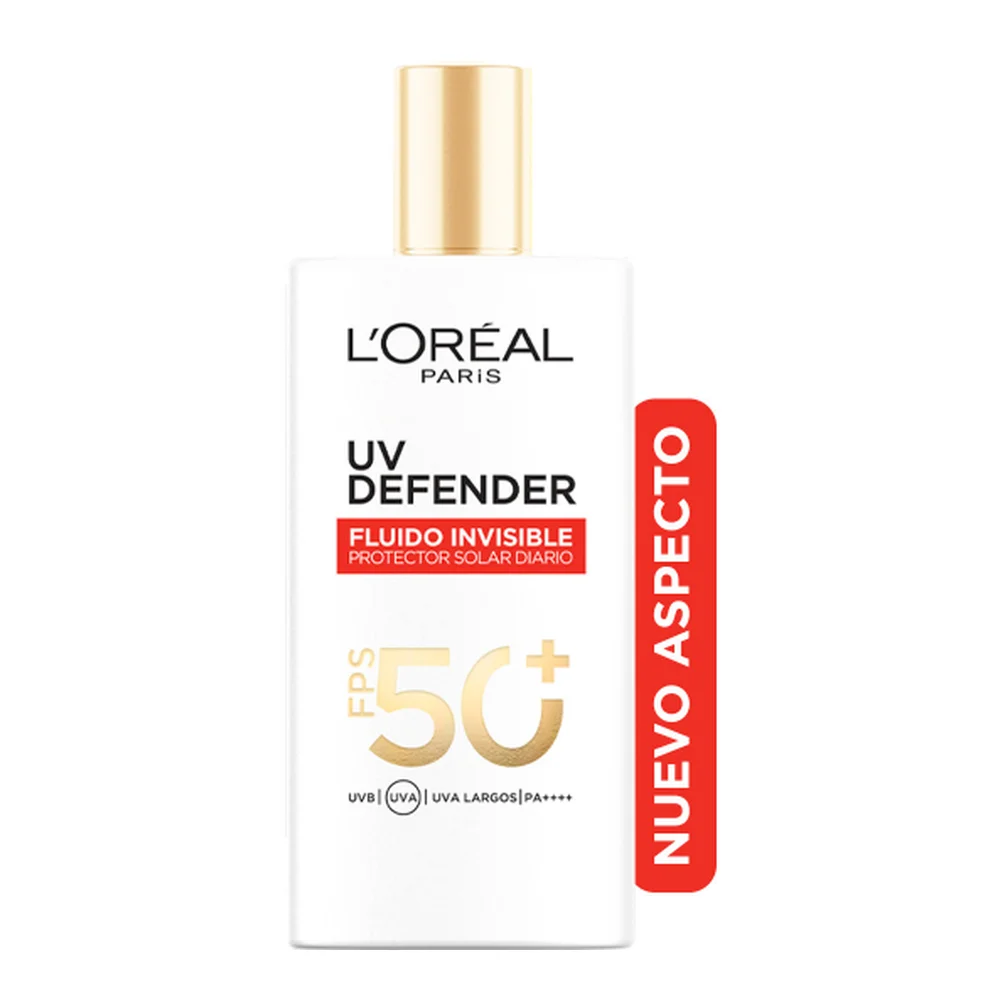 L'ORÉAL
PARiS
UV
DEFENDER
FLUIDO INVISIBLE
PROTECTOR SOLAR DIARIO
FPS 50+
UVB | UVA | UVA LARGOS | PA++++
NUEVO ASPECTO